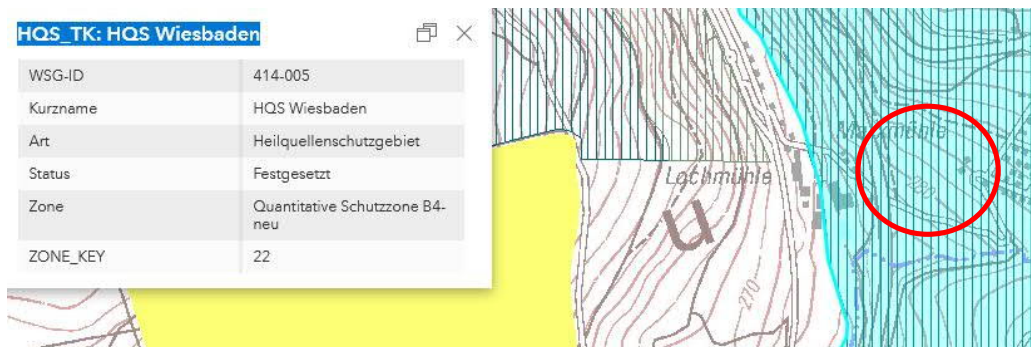 HQS_TK: HQS Wiesbaden
WSG-ID 414-005
Kurzname HQS Wiesbaden
Art Heilquellenschutzgebiet
Status Festgesetzt
Zone Quantitative Schutzzone B4-
neu
ZONE_KEY 22
Lochmühle
u
220
270